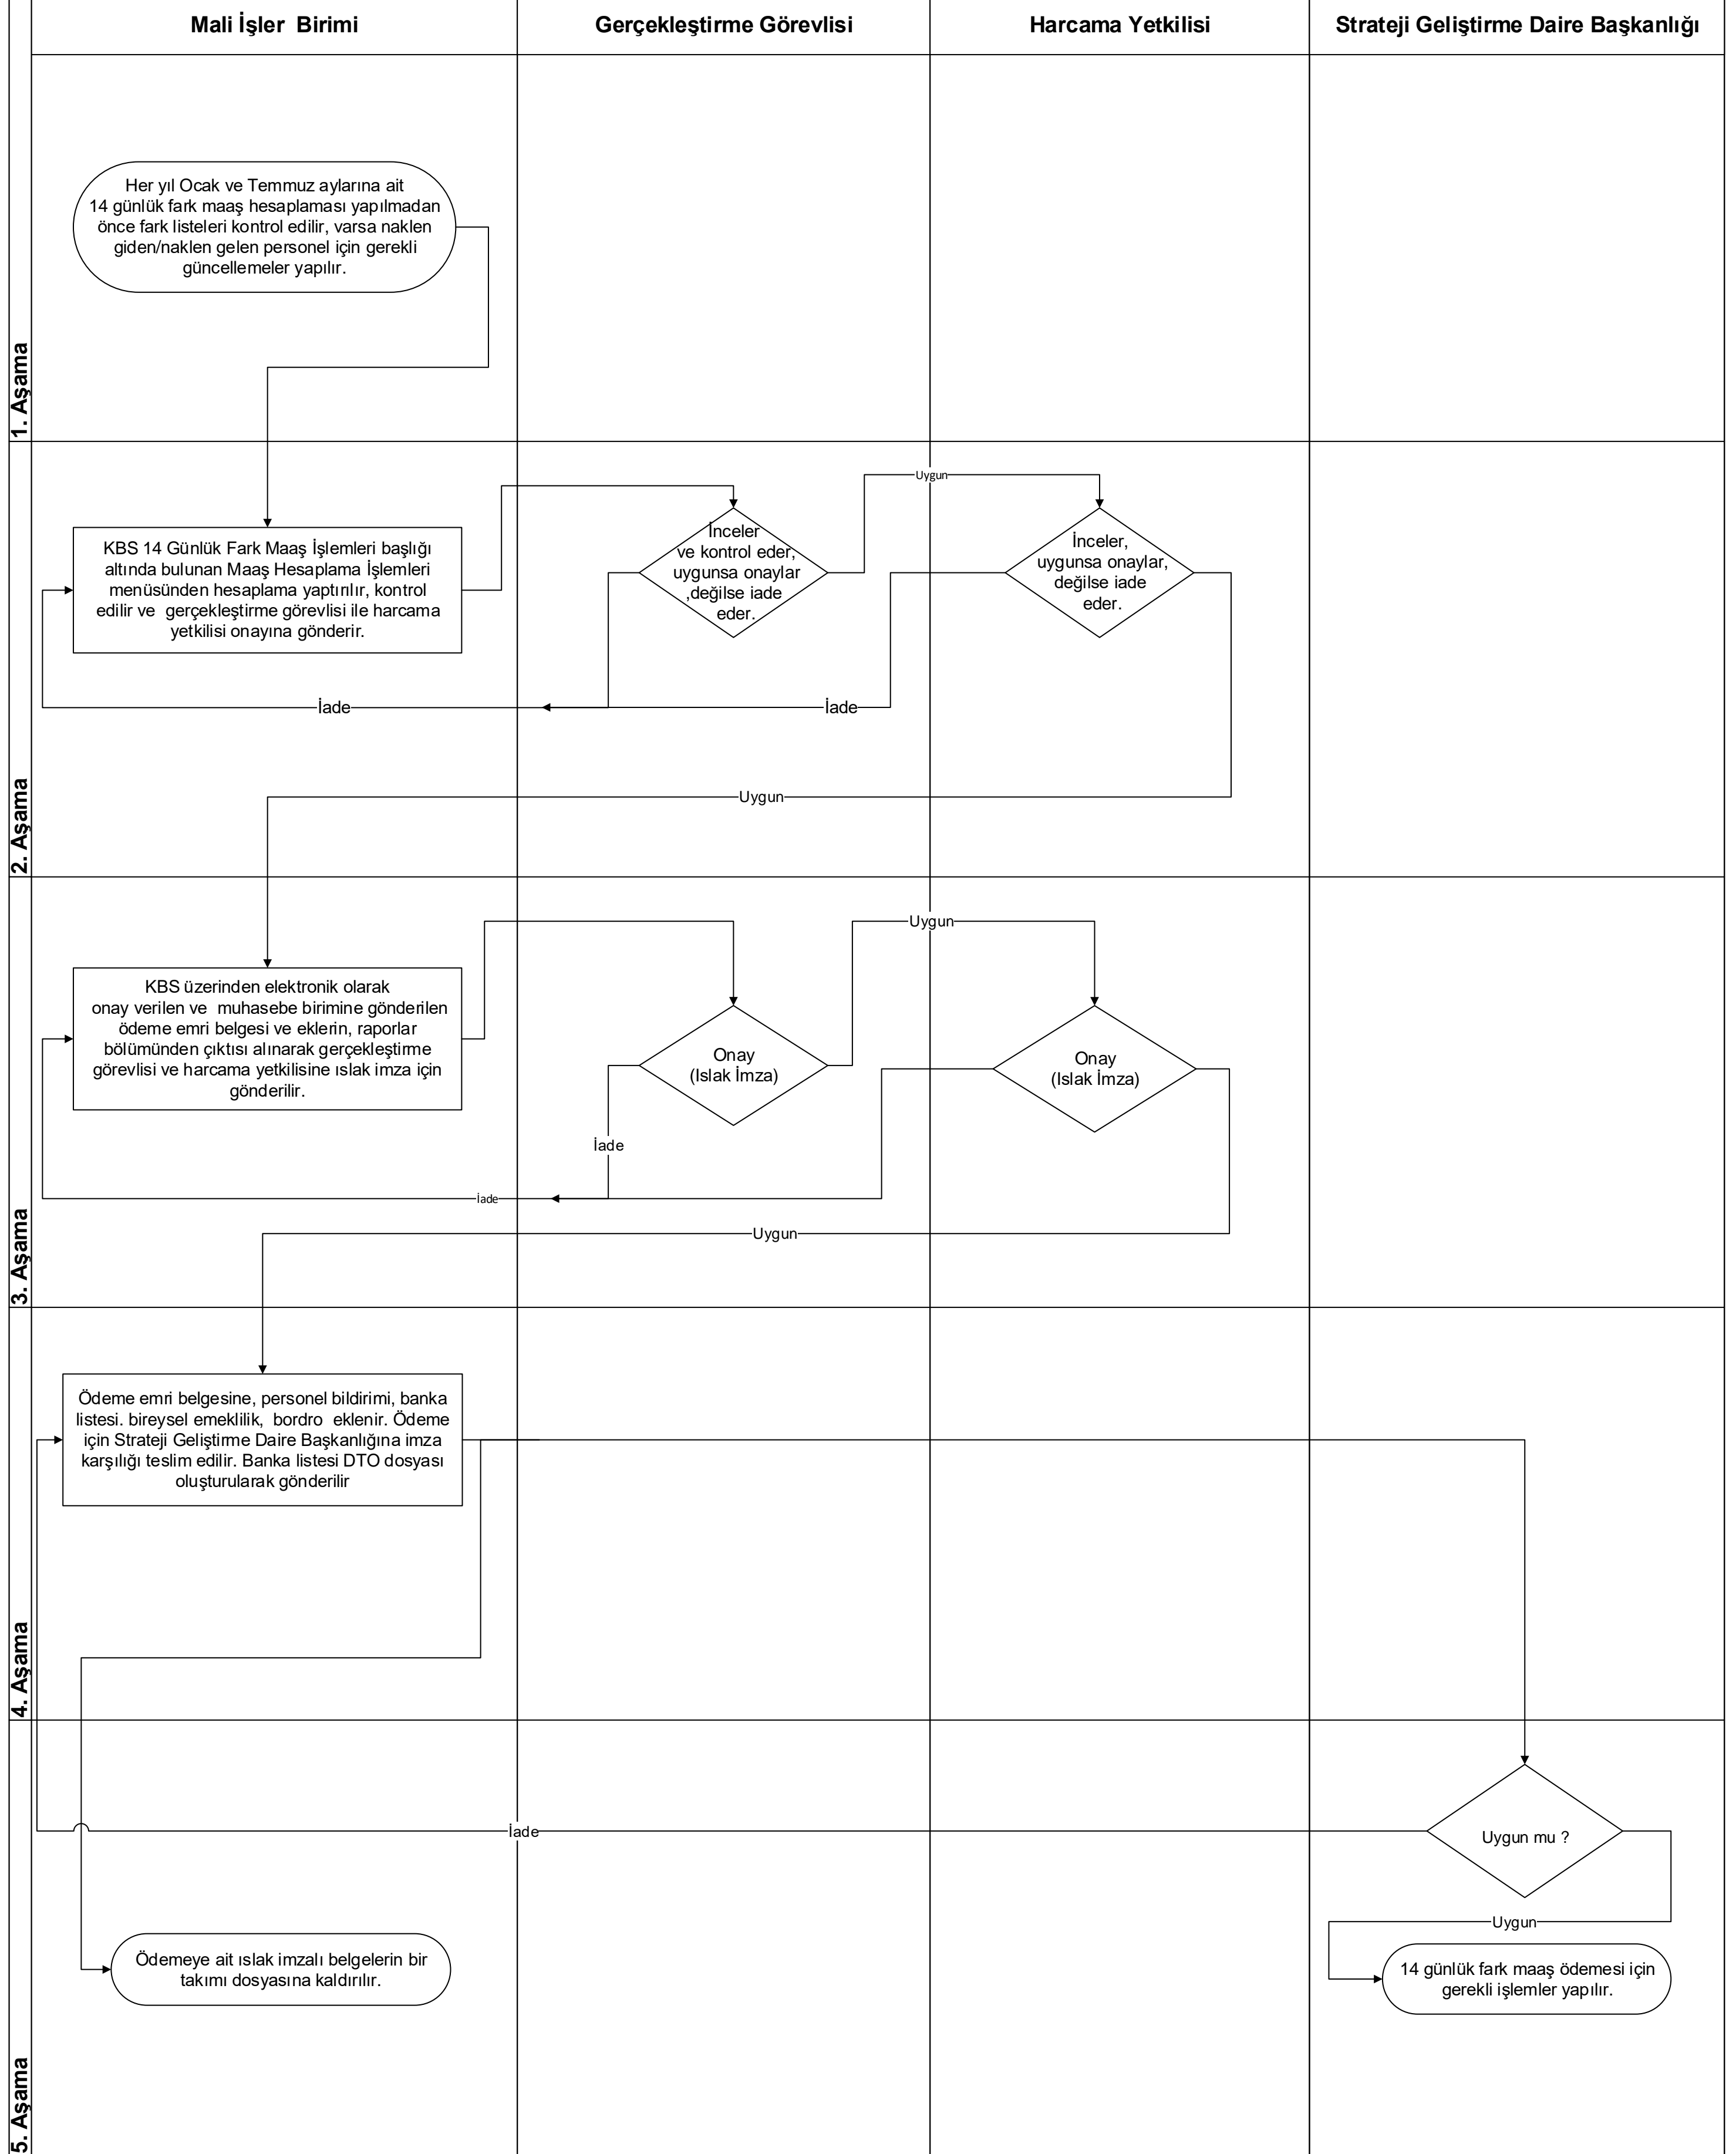 Mali İşler  Birimi
Gerçekleştirme Görevlisi
Harcama Yetkilisi
Strateji Geliştirme Daire Başkanlığı
1. Aşama
Her yıl Ocak ve Temmuz aylarına ait
14 günlük fark maaş hesaplaması yapılmadan
önce fark listeleri kontrol edilir, varsa naklen
giden/naklen gelen personel için gerekli
güncellemeler yapılır.
2. Aşama
KBS 14 Günlük Fark Maaş İşlemleri başlığı
altında bulunan Maaş Hesaplama İşlemleri
menüsünden hesaplama yaptırılır, kontrol
edilir ve  gerçekleştirme görevlisi ile harcama
yetkilisi onayına gönderir.
İnceler
ve kontrol eder,
uygunsa onaylar
,değilse iade
eder.
Uygun
İnceler,
uygunsa onaylar,
değilse iade
eder.
İade
İade
Uygun
3. Aşama
KBS üzerinden elektronik olarak
onay verilen ve  muhasebe birimine gönderilen
ödeme emri belgesi ve eklerin, raporlar
bölümünden çıktısı alınarak gerçekleştirme
görevlisi ve harcama yetkilisine ıslak imza için
gönderilir.
Onay
(Islak İmza)
Uygun
Onay
(Islak İmza)
İade
İade
Uygun
4. Aşama
Ödeme emri belgesine, personel bildirimi, banka
listesi. bireysel emeklilik,  bordro  eklenir. Ödeme
için Strateji Geliştirme Daire Başkanlığına imza
karşılığı teslim edilir. Banka listesi DTO dosyası
oluşturularak gönderilir
5. Aşama
Uygun mu ?
İade
Uygun
Ödemeye ait ıslak imzalı belgelerin bir
takımı dosyasına kaldırılır.
14 günlük fark maaş ödemesi için
gerekli işlemler yapılır.